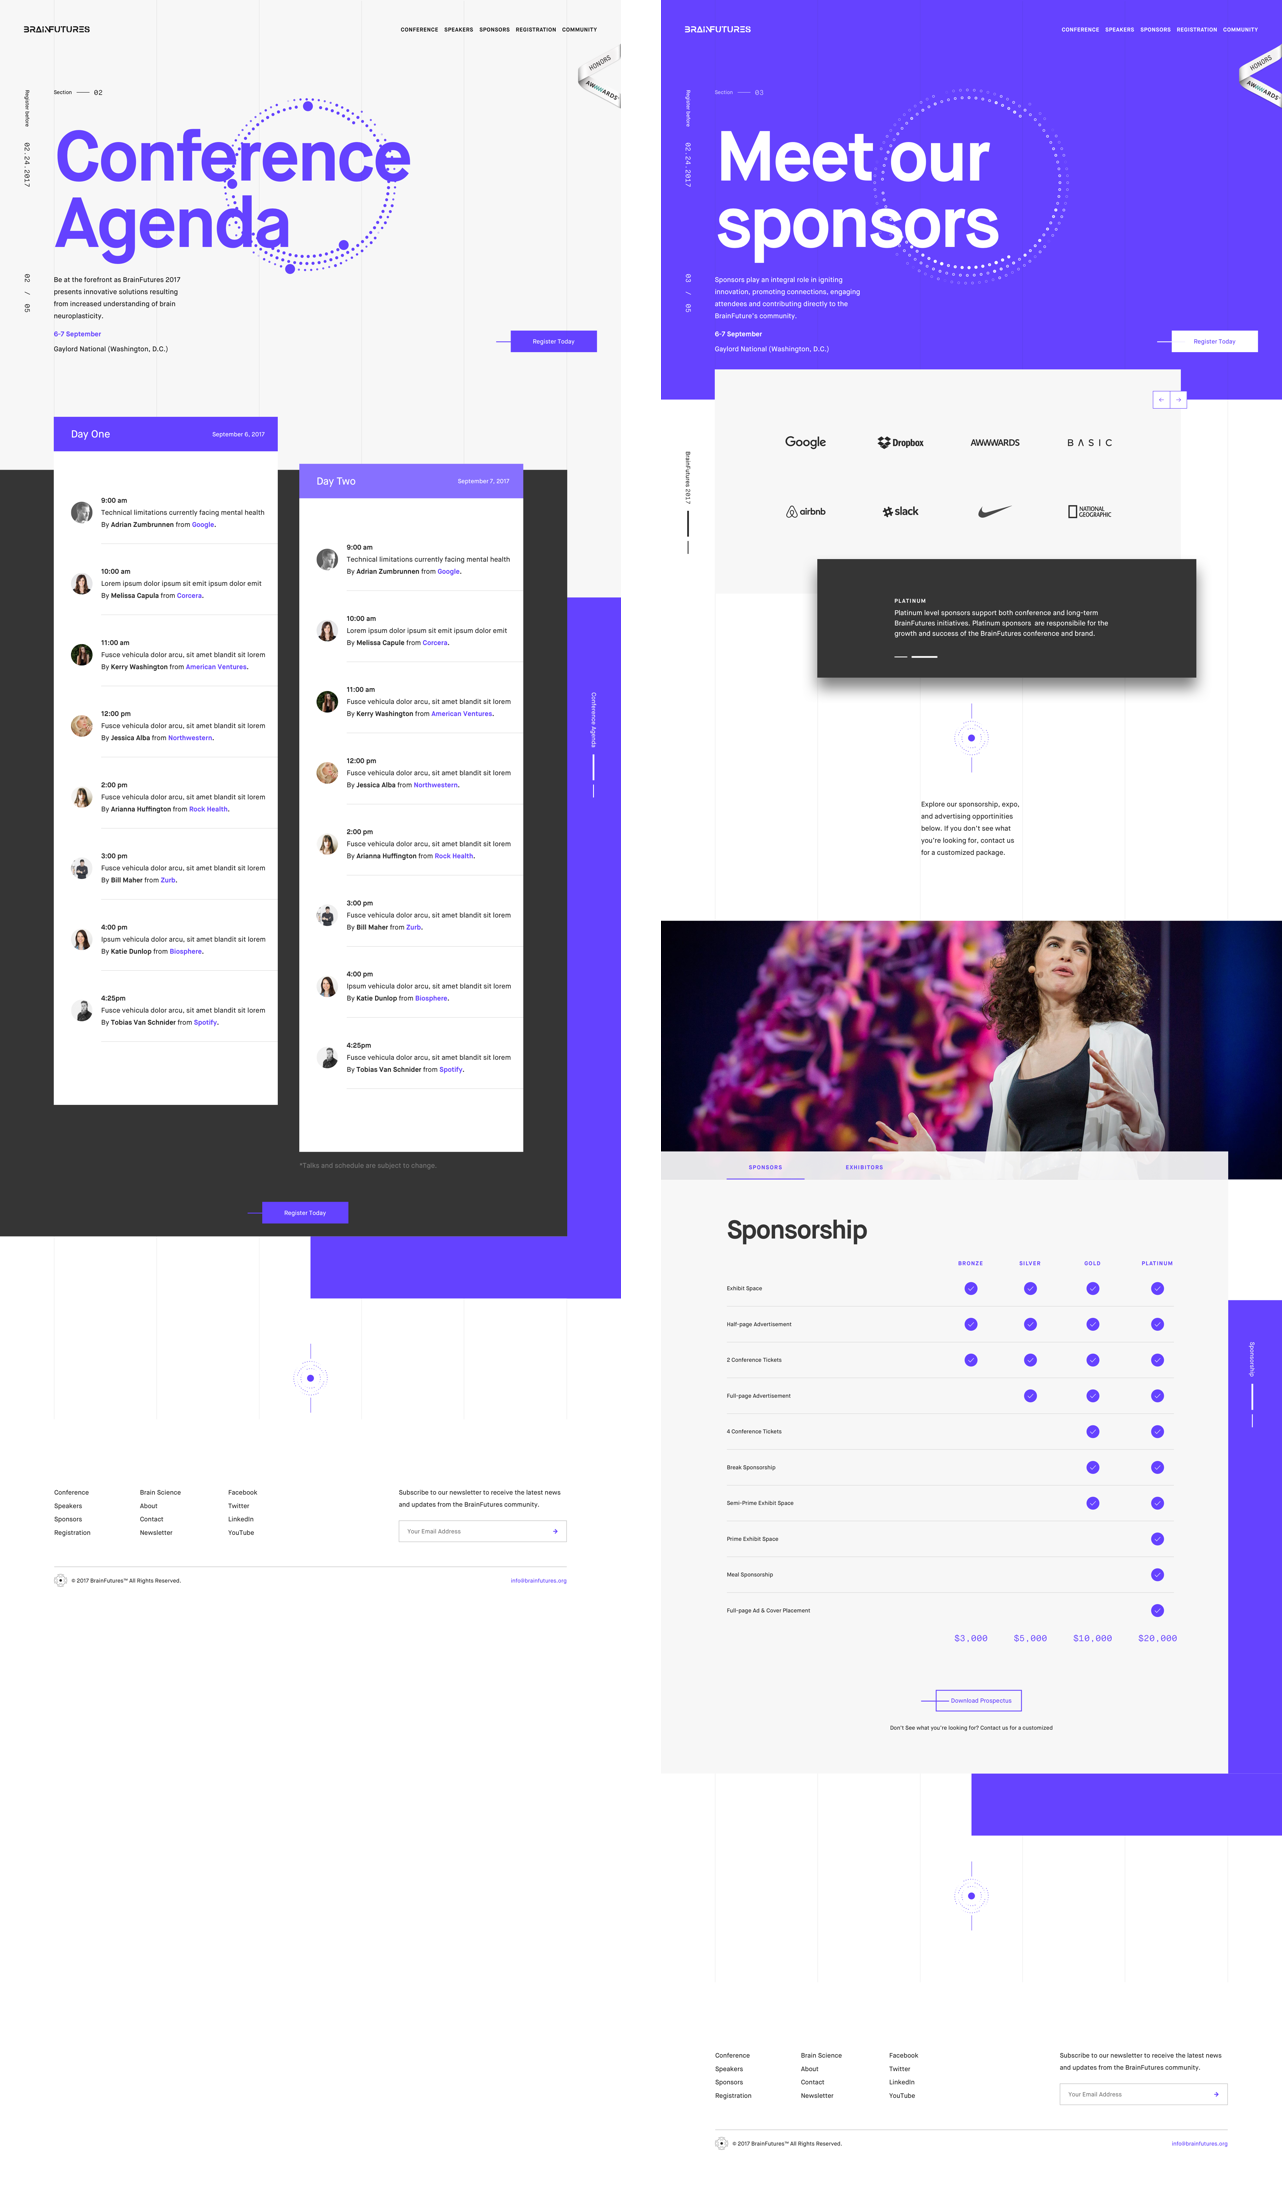 BRAINFUTURES
CONFERENCE SPEAKERS SPONSORS REGISTRATION COMMUNITY
HONORS
AWWWARDS
Register before 02.24.2017
02 / 05
Section 02
Conference
Agenda
Be at the forefront as BrainFutures 2017
presents innovative solutions resulting
from increased understanding of brain
neuroplasticity.
6-7 September
Gaylord National (Washington, D.C.)
Register Today
Day One September 6, 2017
9:00 am
Technical limitations currently facing mental health
By Adrian Zumbrunnen from Google.
10:00 am
Lorem ipsum dolor ipsum sit emit ipsum dolor emit
By Melissa Capula from Corcera.
11:00 am
Fusce vehicula dolor arcu, sit amet blandit sit lorem
By Kerry Washington from American Ventures.
12:00 pm
Fusce vehicula dolor arcu, sit amet blandit sit lorem
By Jessica Alba from Northwestern.
2:00 pm
Fusce vehicula dolor arcu, sit amet blandit sit lorem
By Arianna Huffington from Rock Health.
3:00 pm
Fusce vehicula dolor arcu, sit amet blandit sit lorem
By Bill Maher from Zurb.
4:00 pm
Ipsum vehicula dolor arcu, sit amet blandit sit lorem
By Katie Dunlop from Biosphere.
4:25pm
Fusce vehicula dolor arcu, sit amet blandit sit lorem
By Tobias Van Schnider from Spotify.
Day Two September 7, 2017
9:00 am
Technical limitations currently facing mental health
By Adrian Zumbrunnen from Google.
10:00 am
Lorem ipsum dolor ipsum sit emit ipsum dolor emit
By Melissa Capule from Corcera.
11:00 am
Fusce vehicula dolor arcu, sit amet blandit sit lorem
By Kerry Washington from American Ventures.
12:00 pm
Fusce vehicula dolor arcu, sit amet blandit sit lorem
By Jessica Alba from Northwestern.
2:00 pm
Fusce vehicula dolor arcu, sit amet blandit sit lorem
By Arianna Huffington from Rock Health.
3:00 pm
Fusce vehicula dolor arcu, sit amet blandit sit lorem
By Bill Maher from Zurb.
4:00 pm
Ipsum vehicula dolor arcu, sit amet blandit sit lorem
By Katie Dunlop from Biosphere.
4:25pm
Fusce vehicula dolor arcu, sit amet blandit sit lorem
By Tobias Van Schnider from Spotify.
*Talks and schedule are subject to change.
Conference Agenda
Register Today
Conference
Speakers
Sponsors
Registration
Brain Science
About
Contact
Newsletter
Facebook
Twitter
LinkedIn
YouTube
Subscribe to our newsletter to receive the latest news
and updates from the BrainFutures community.
Your Email Address
© 2017 BrainFutures™ All Rights Reserved.
info@brainfutures.org
BRAINFUTURES
CONFERENCE SPEAKERS SPONSORS REGISTRATION COMMUNITY
HONORS
AWWWARDS
Register before 02.24.2017
03 / 05
Section 03
Meet our
sponsors
Sponsors play an integral role in igniting
innovation, promoting connections, engaging
attendees and contributing directly to the
BrainFuture's community.
6-7 September
Gaylord National (Washington, D.C.)
Register Today
BrainFutures 2017
Google Dropbox AWWWARDS BASIC
airbnb slack NATIONAL
GEOGRAPHIC
PLATINUM
Platinum level sponsors support both conference and long-term
BrainFutures initiatives. Platinum sponsors are responsibile for the
growth and success of the BrainFutures conference and brand.
Explore our sponsorship, expo,
and advertising opportinities
below. If you don't see what
you're looking for, contact us
for a customized package.
SPONSORS EXHIBITORS
Sponsorship
BRONZE SILVER GOLD PLATINUM
Exhibit Space
Half-page Advertisement
2 Conference Tickets
Full-page Advertisement
4 Conference Tickets
Break Sponsorship
Semi-Prime Exhibit Space
Prime Exhibit Space
Meal Sponsorship
Full-page Ad & Cover Placement
$3,000 $5,000 $10,000 $20,000
Download Prospectus
Don't See what you're looking for? Contact us for a customized
Sponsorship
Conference
Speakers
Sponsors
Registration
Brain Science
About
Contact
Newsletter
Facebook
Twitter
LinkedIn
YouTube
Subscribe to our newsletter to receive the latest news
and updates from the BrainFutures community.
Your Email Address
© 2017 BrainFutures™ All Rights Reserved.
info@brainfutures.org